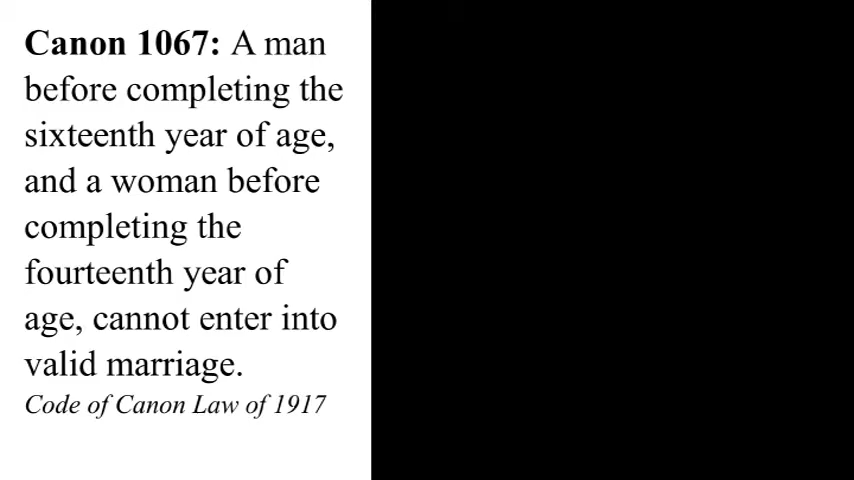 Canon 1067: A man
before completing the
sixteenth year of age,
and a woman before
completing the
fourteenth year of
age, cannot enter into
valid marriage.
Code of Canon Law of 1917